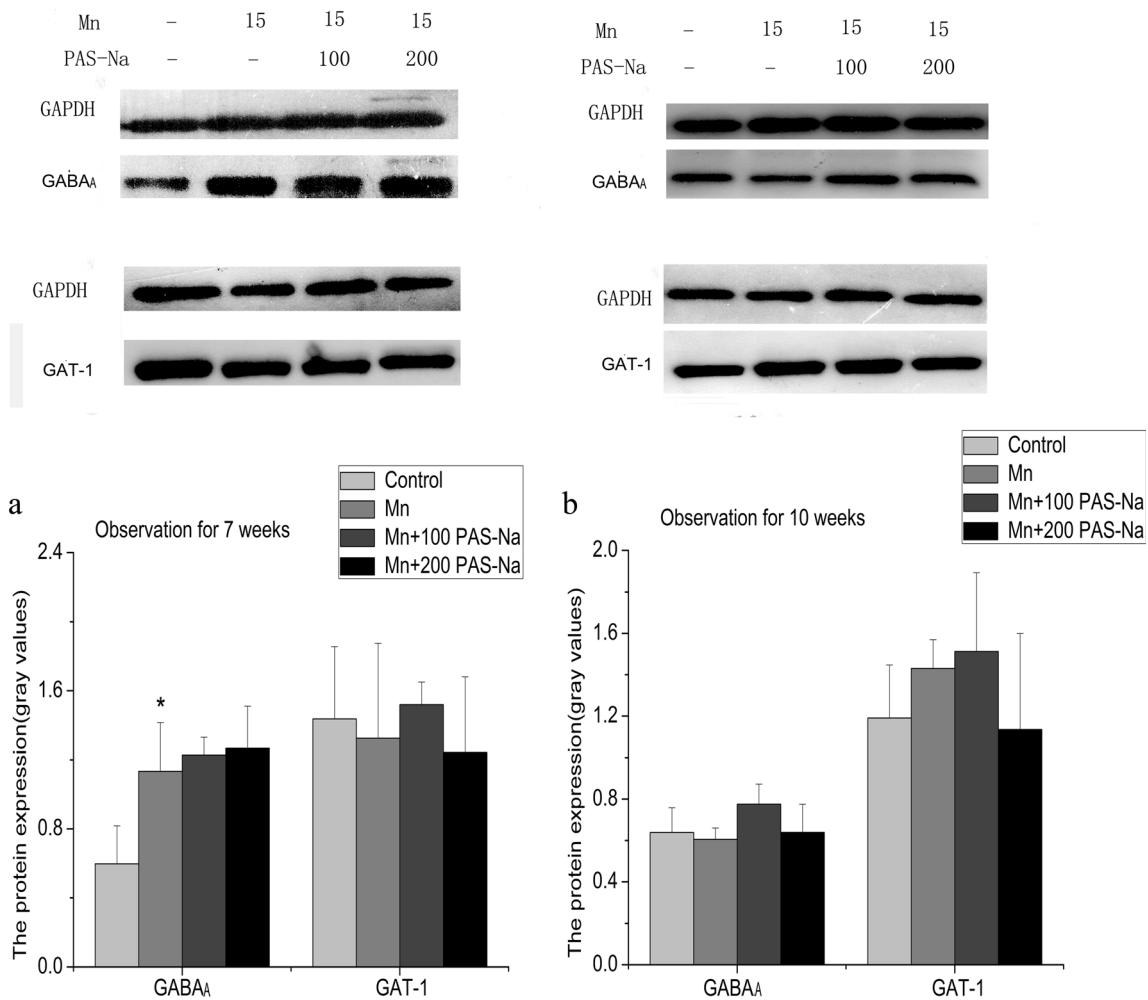 Mn - 15 15 15
PAS-Na - - 100 200
GAPDH
GABAA
GAPDH
GAT-1
Mn - 15 15 15
PAS-Na - - 100 200
GAPDH
GABAA
GAPDH
GAT-1
a
Observation for 7 weeks
Control
Mn
Mn+100 PAS-Na
Mn+200 PAS-Na
The protein expression(gray values)
2.4
1.6
0.8
0.0
*
GABAA
GAT-1
b
Observation for 10 weeks
Control
Mn
Mn+100 PAS-Na
Mn+200 PAS-Na
The protein expression(gray values)
2.0
1.6
1.2
0.8
0.4
0.0
GABAA
GAT-1